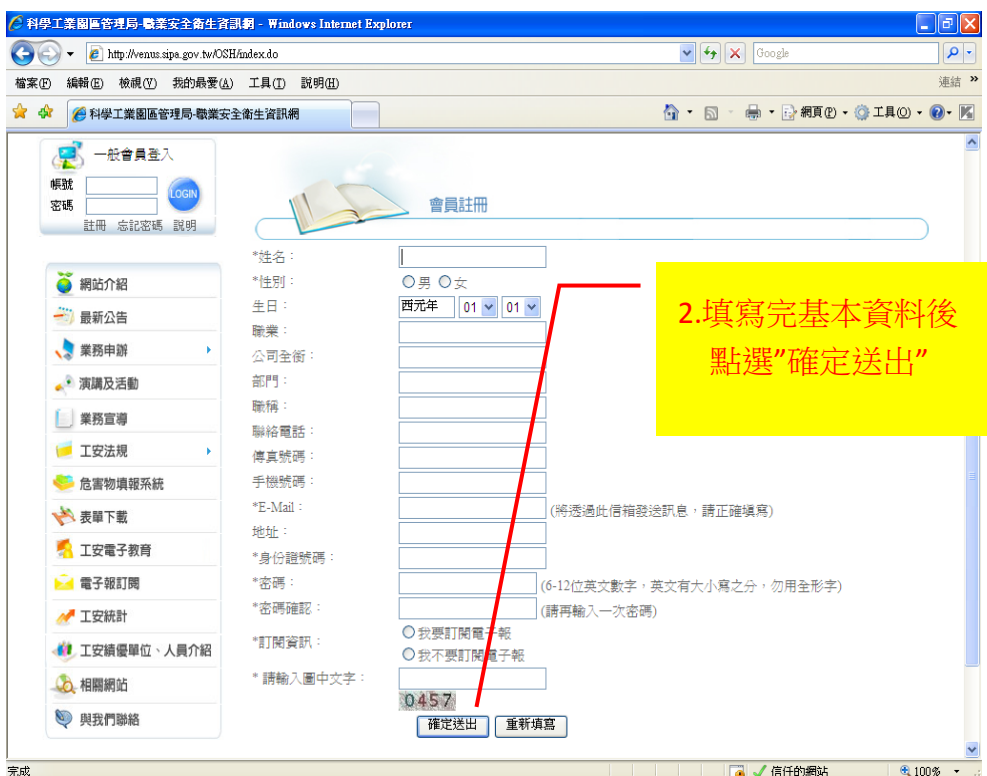 科學工業園區管理局-職業安全衛生資訊網 - Windows Internet Explorer
http://venus.sipa.gov.tw/OSH/index.do
Google
檔案(F) 編輯(E) 檢視(V) 我的最愛(A) 工具(T) 說明(H)
連結 »
科學工業園區管理局-職業安全衛生資訊網
網頁(P) 工具(O)
一般會員登入
帳號
密碼
LOGIN
註冊 忘記密碼 說明
網站介紹
最新公告
業務申辦
演講及活動
業務宣導
工安法規
危害物填報系統
表單下載
工安電子教育
電子報訂閱
工安統計
工安績優單位、人員介紹
相關網站
與我們聯絡
會員註冊
*姓名：
*性別： 男 女
生日： 西元年 01 01
職業：
公司全銜：
部門：
職稱：
聯絡電話：
傳真號碼：
手機號碼：
*E-Mail： (將透過此信箱發送訊息，請正確填寫)
地址：
*身份證號碼：
*密碼： (6-12位英文數字，英文有大小寫之分，勿用全形字)
*密碼確認： (請再輸入一次密碼)
*訂閱資訊： 我要訂閱電子報
我不要訂閱電子報
* 請輸入圖中文字：
0457
確定送出 重新填寫
2.填寫完基本資料後
點選”確定送出”
完成
信任的網站
100%